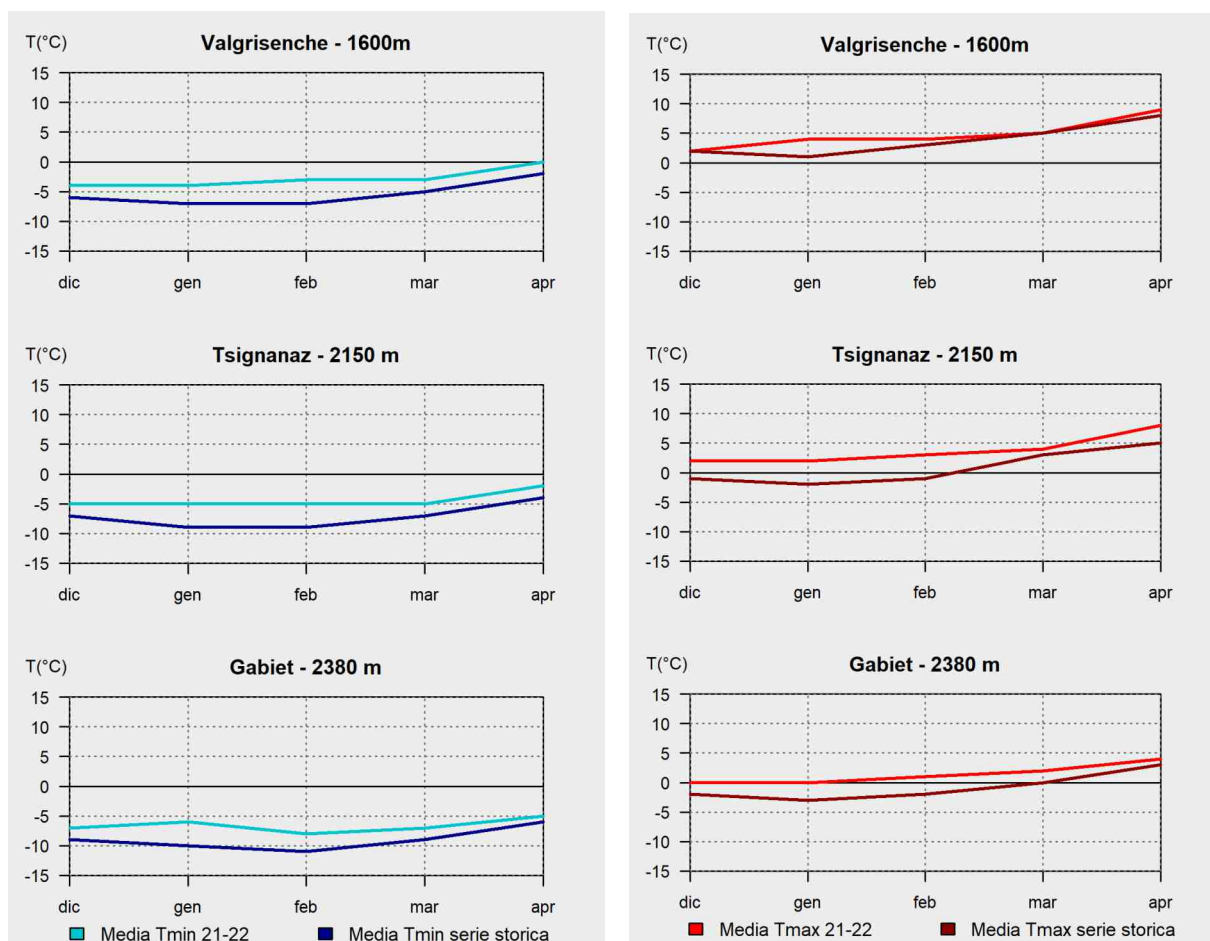 T(°C)
Valgrisenche - 1600m
15
10
5
0
-5
-10
-15
dic gen feb mar apr
T(°C)
Tsignanaz - 2150 m
15
10
5
0
-5
-10
-15
dic gen feb mar apr
T(°C)
Gabiet - 2380 m
15
10
5
0
-5
-10
-15
dic gen feb mar apr
Media Tmin 21-22 Media Tmin serie storica
T(°C)
Valgrisenche - 1600m
15
10
5
0
-5
-10
-15
dic gen feb mar apr
T(°C)
Tsignanaz - 2150 m
15
10
5
0
-5
-10
-15
dic gen feb mar apr
T(°C)
Gabiet - 2380 m
15
10
5
0
-5
-10
-15
dic gen feb mar apr
Media Tmax 21-22 Media Tmax serie storica